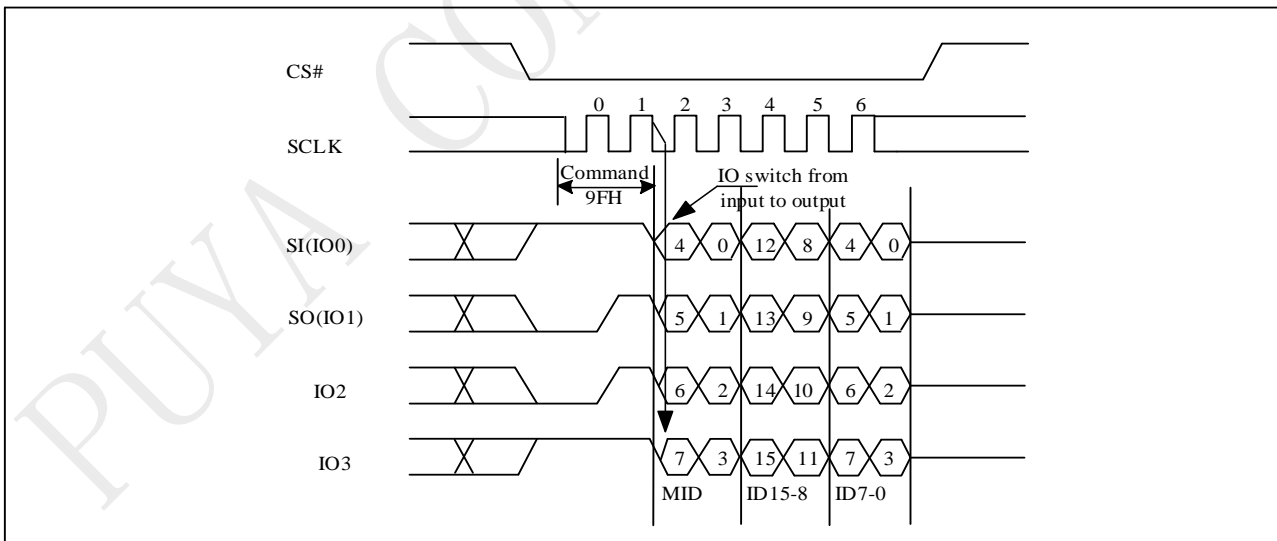 PUYA CON
CS#
0 1 2 3 4 5 6
SCLK
Command
9FH
IO switch from
input to output
SI(IO0)
4 0 12 8 4 0
SO(IO1)
5 1 13 9 5 1
IO2
6 2 14 10 6 2
IO3
7 3 15 11 7 3
MID ID15-8 ID7-0